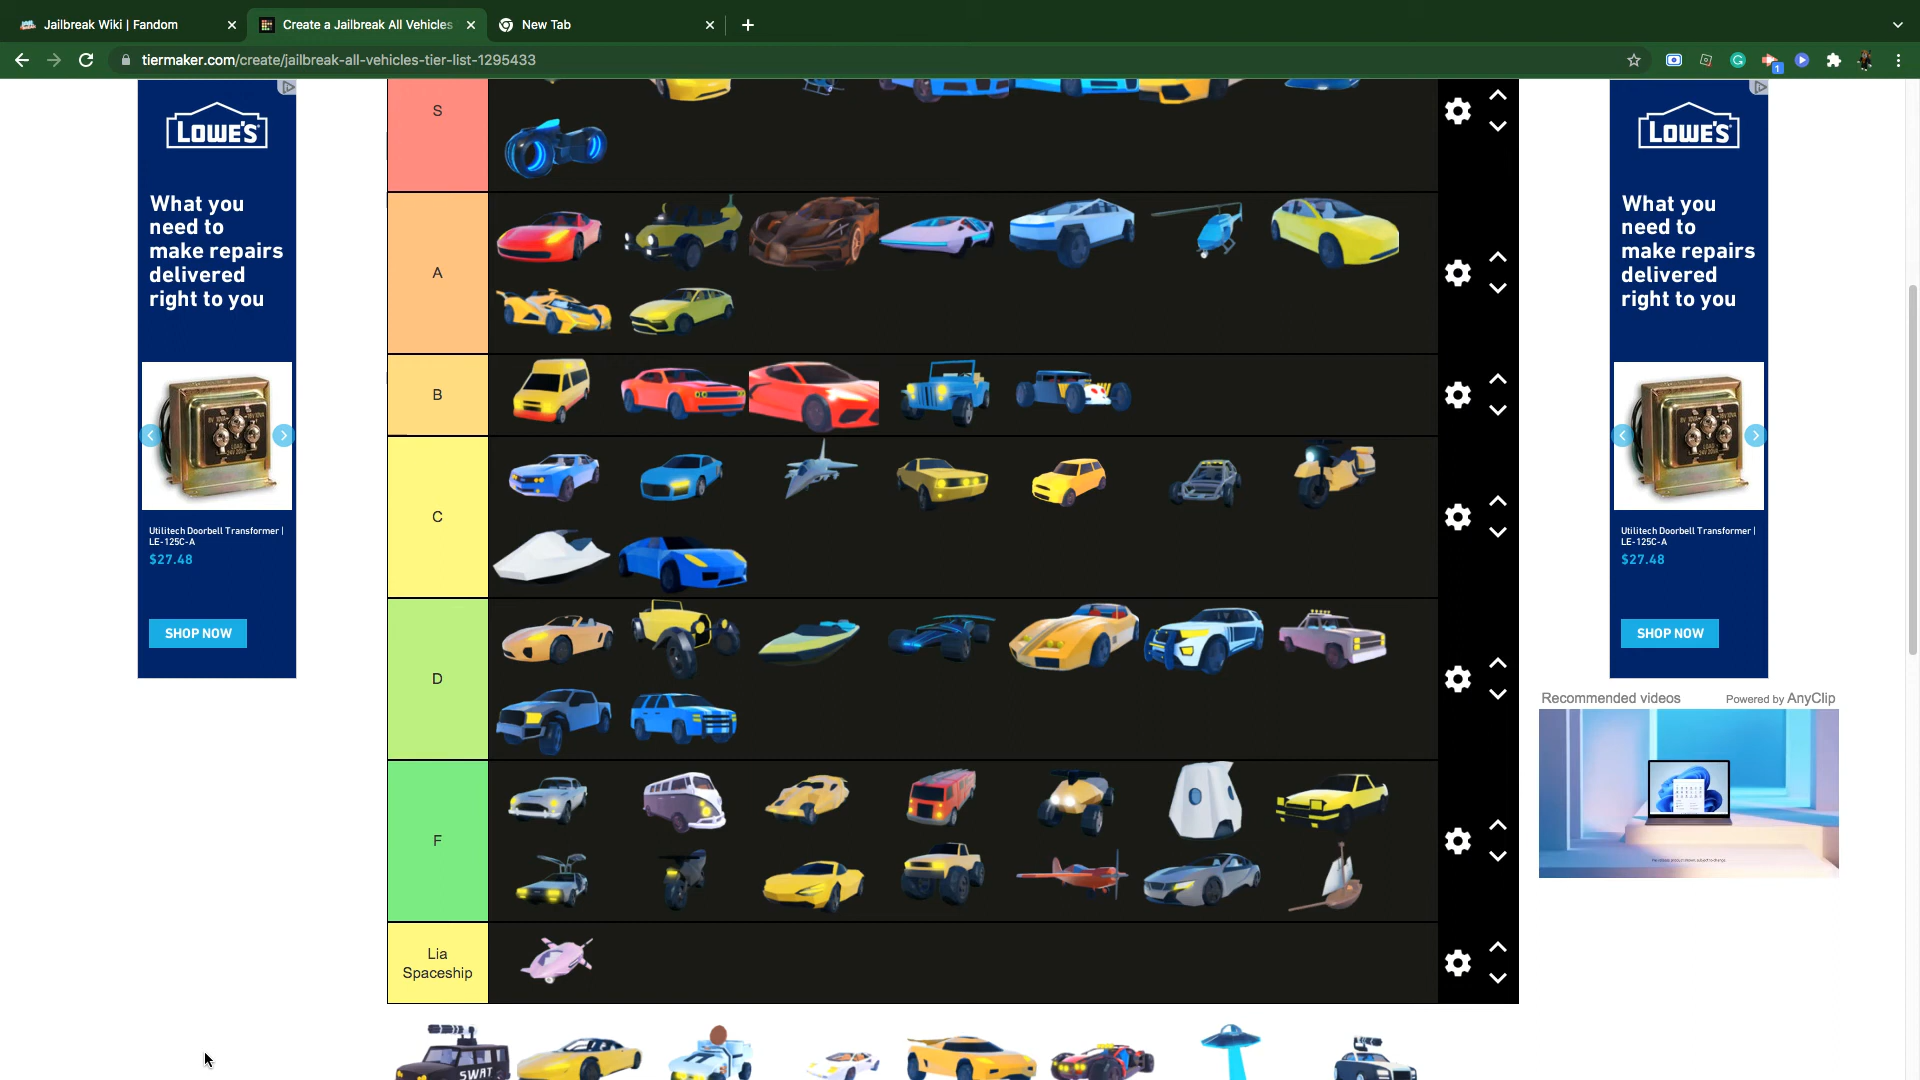 Jailbreak Wiki | Fandom
Create a Jailbreak All Vehicles
New Tab
tiermaker.com/create/jailbreak-all-vehicles-tier-list-1295433
1
S
A
B
C
D
F
Lia
Spaceship
LOWE'S
What you
need to
make repairs
delivered
right to you
Utilitech Doorbell Transformer |
LE-125C-A
$27.48
SHOP NOW
LOWE'S
What you
need to
make repairs
delivered
right to you
Utilitech Doorbell Transformer |
LE-125C-A
$27.48
SHOP NOW
Recommended videos
Powered by AnyClip
SWAT